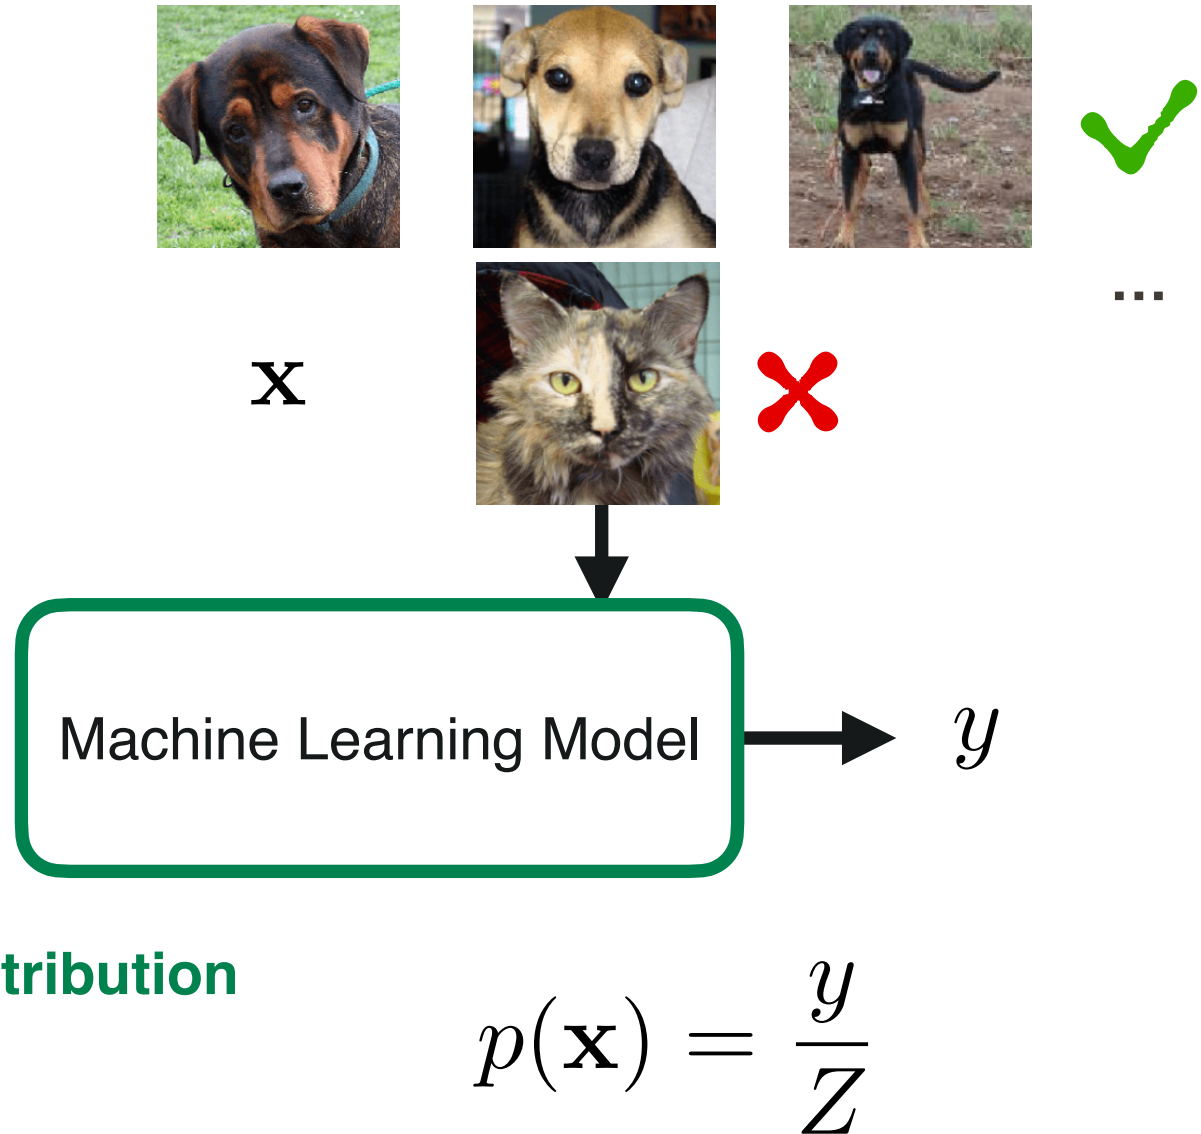 ...
x
Machine Learning Model
y
tribution
p(x) = y/Z